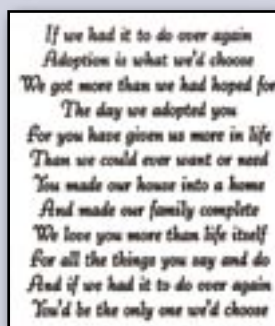 If we had it to do over again
Adoption is what we'd choose
We got more than we had hoped for
The day we adopted you
For you have given us more in life
Than we could ever want or need
You made our house into a home
And made our family complete
We love you more than life itself
For all the things you say and do
And if we had it to do over again
You'd be the only one we'd choose